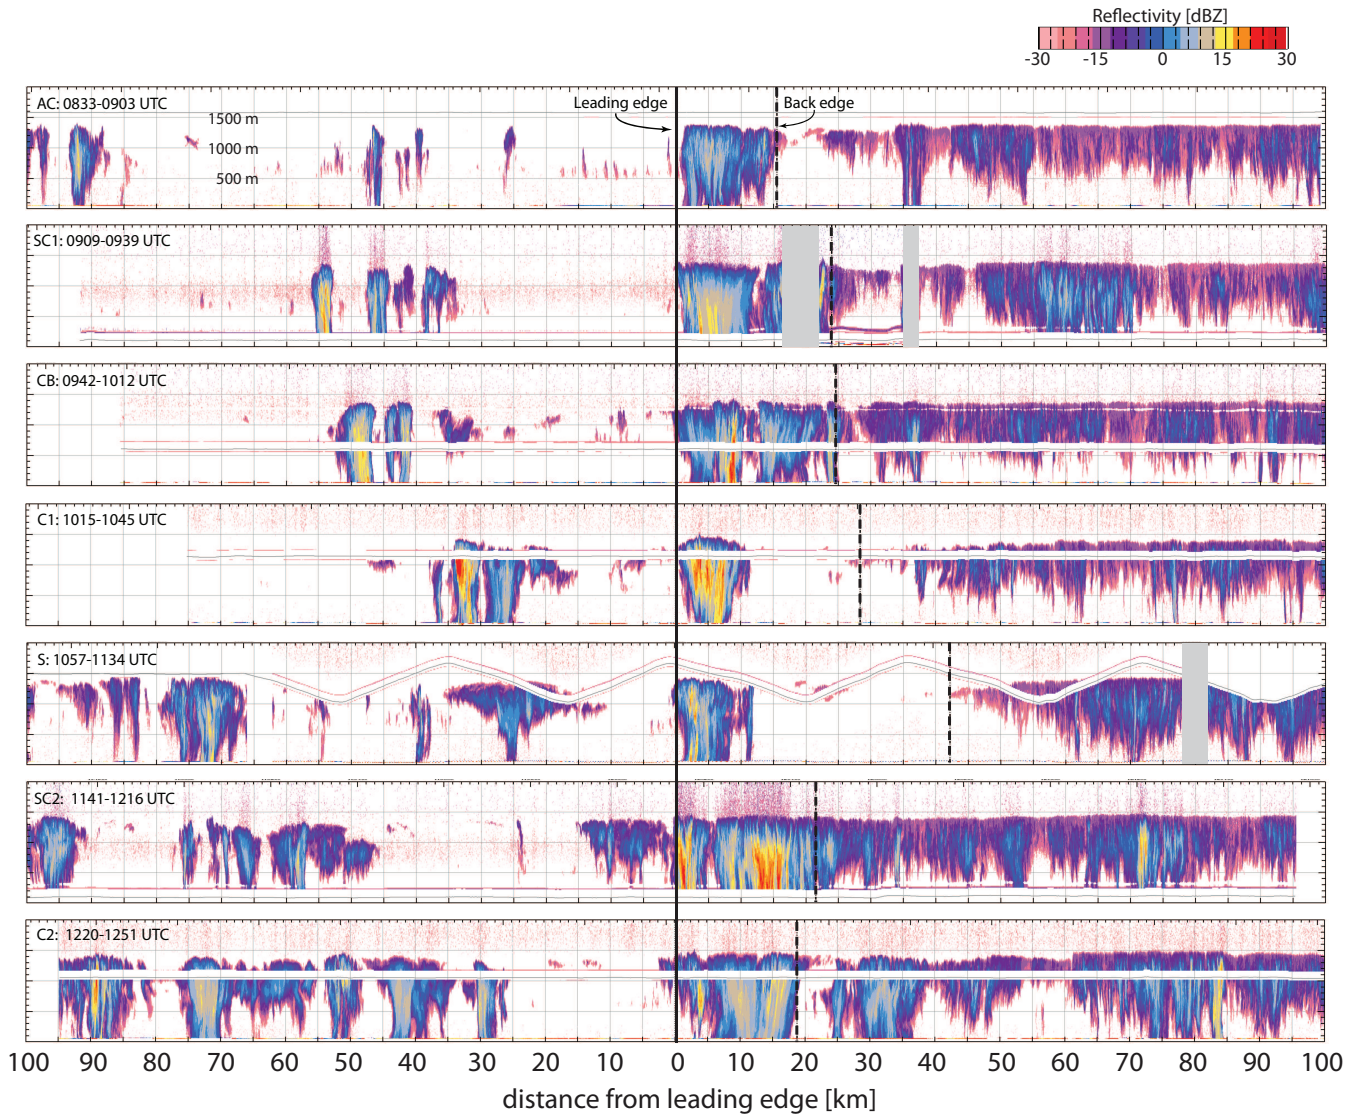 Reflectivity [dBZ]
-30 -15 0 15 30
AC: 0833-0903 UTC
Leading edge
Back edge
1500 m
1000 m
500 m
SC1: 0909-0939 UTC
CB: 0942-1012 UTC
C1: 1015-1045 UTC
S: 1057-1134 UTC
SC2: 1141-1216 UTC
C2: 1220-1251 UTC
100 90 80 70 60 50 40 30 20 10 0 10 20 30 40 50 60 70 80 90 100
distance from leading edge [km]